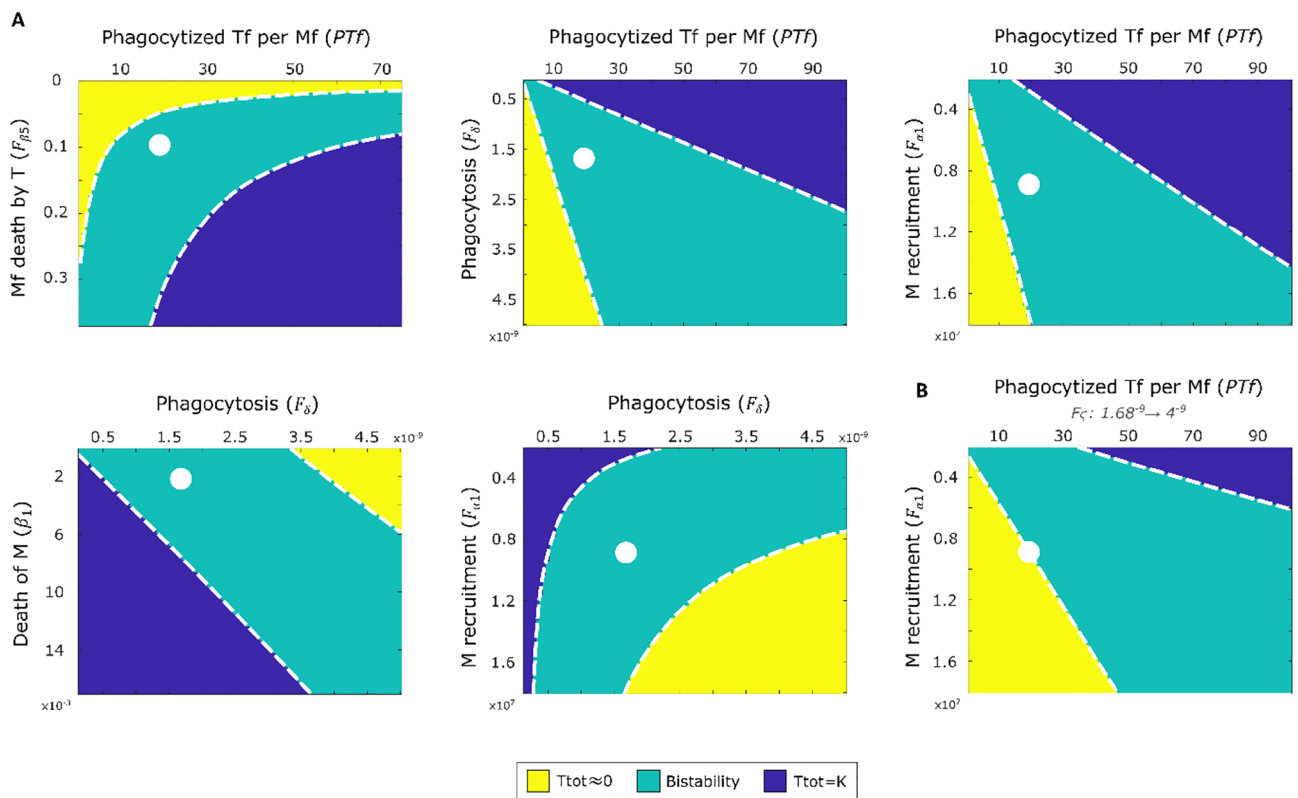 A
Phagocytized Tf per Mf (PTf)
10 30 50 70
Mf death by T (Fβ5)
0
0.1
0.2
0.3
Phagocytized Tf per Mf (PTf)
10 30 50 70 90
Phagocytosis (Fδ)
0.5
1.5
2.5
3.5
4.5
x10⁻⁹
Phagocytized Tf per Mf (PTf)
10 30 50 70 90
M recruitment (Fα1)
0.4
0.8
1.2
1.6
x10⁷
Phagocytosis (Fδ)
0.5 1.5 2.5 3.5 x10⁻⁹
Death of M (β1)
2
6
10
14
x10⁻³
Phagocytosis (Fδ)
0.5 1.5 2.5 3.5 x10⁻⁹
M recruitment (Fα1)
0.4
0.8
1.2
1.6
x10⁷
B
Phagocytized Tf per Mf (PTf)
Fς: 1.68⁻⁹→ 4⁻⁹
10 30 50 70 90
M recruitment (Fα1)
0.4
0.8
1.2
1.6
x10⁷
Ttot≈0 Bistability Ttot=K